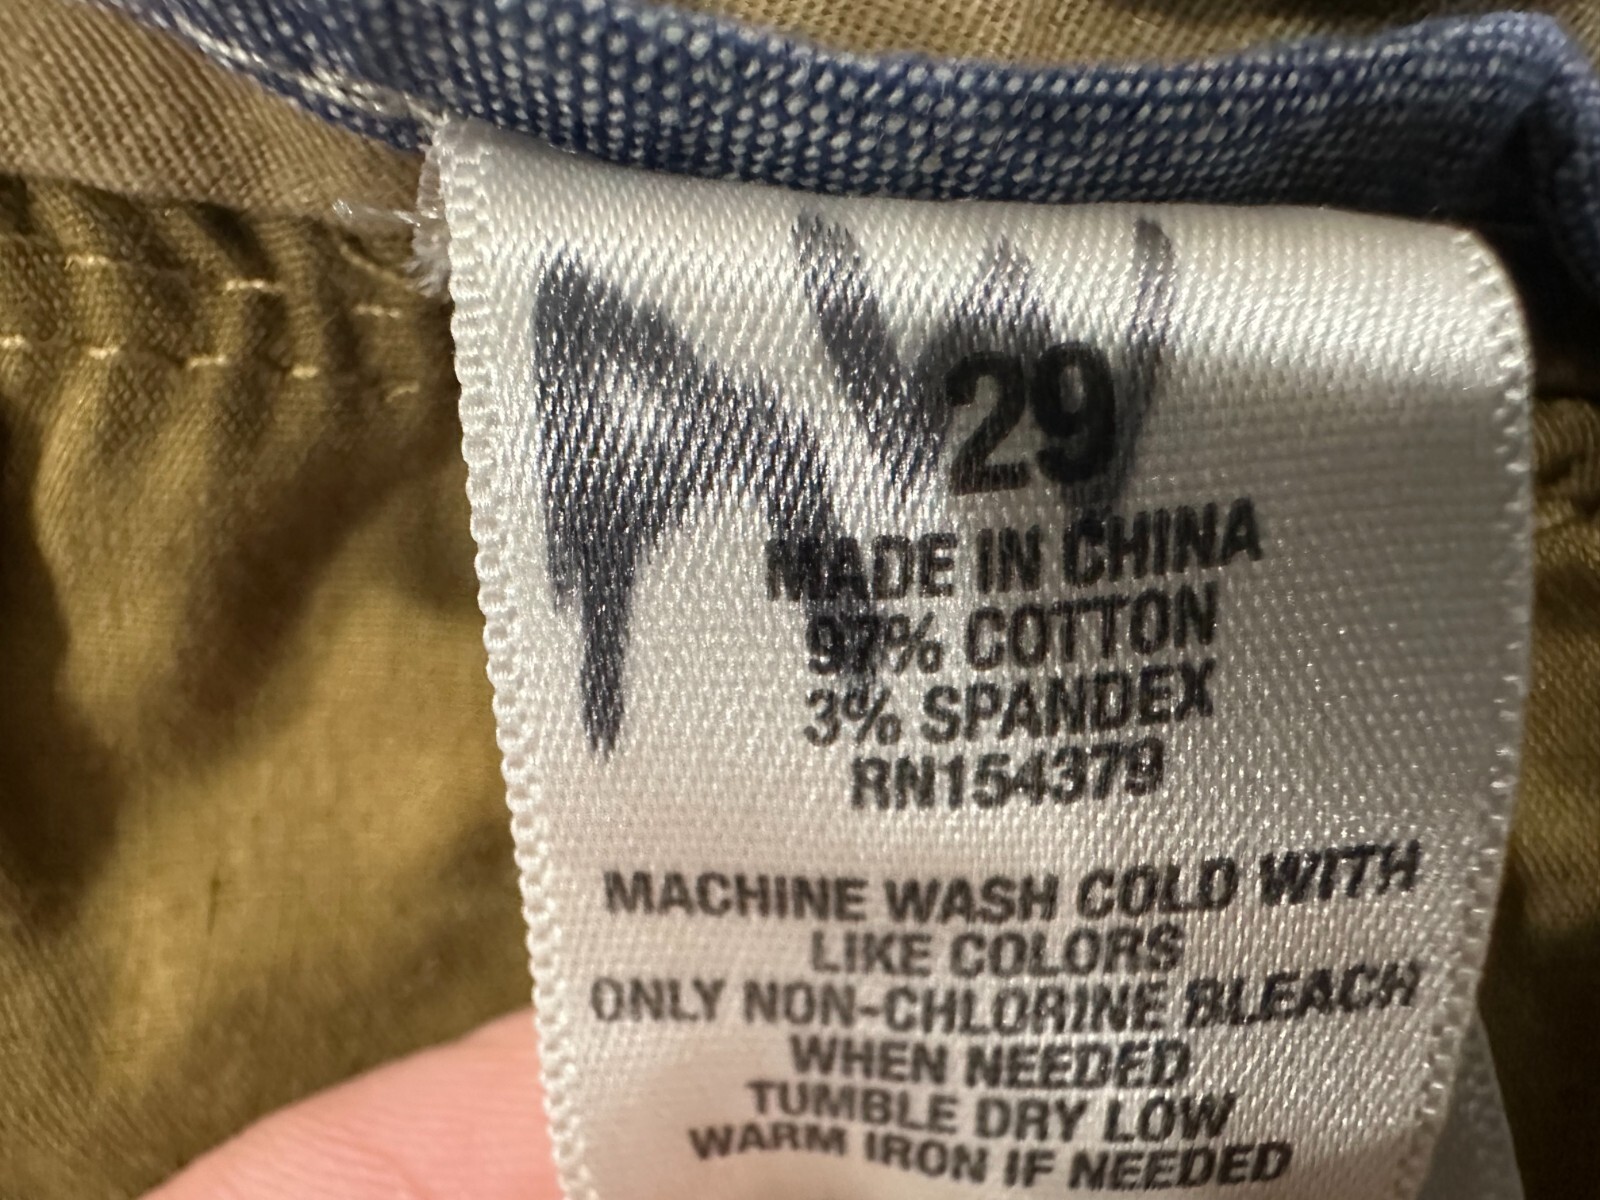 29
MADE IN CHINA
97% COTTON
3% SPANDEX
RN154379
MACHINE WASH COLD WITH
LIKE COLORS
ONLY NON-CHLORINE BLEACH
WHEN NEEDED
TUMBLE DRY LOW
WARM IRON IF NEEDED